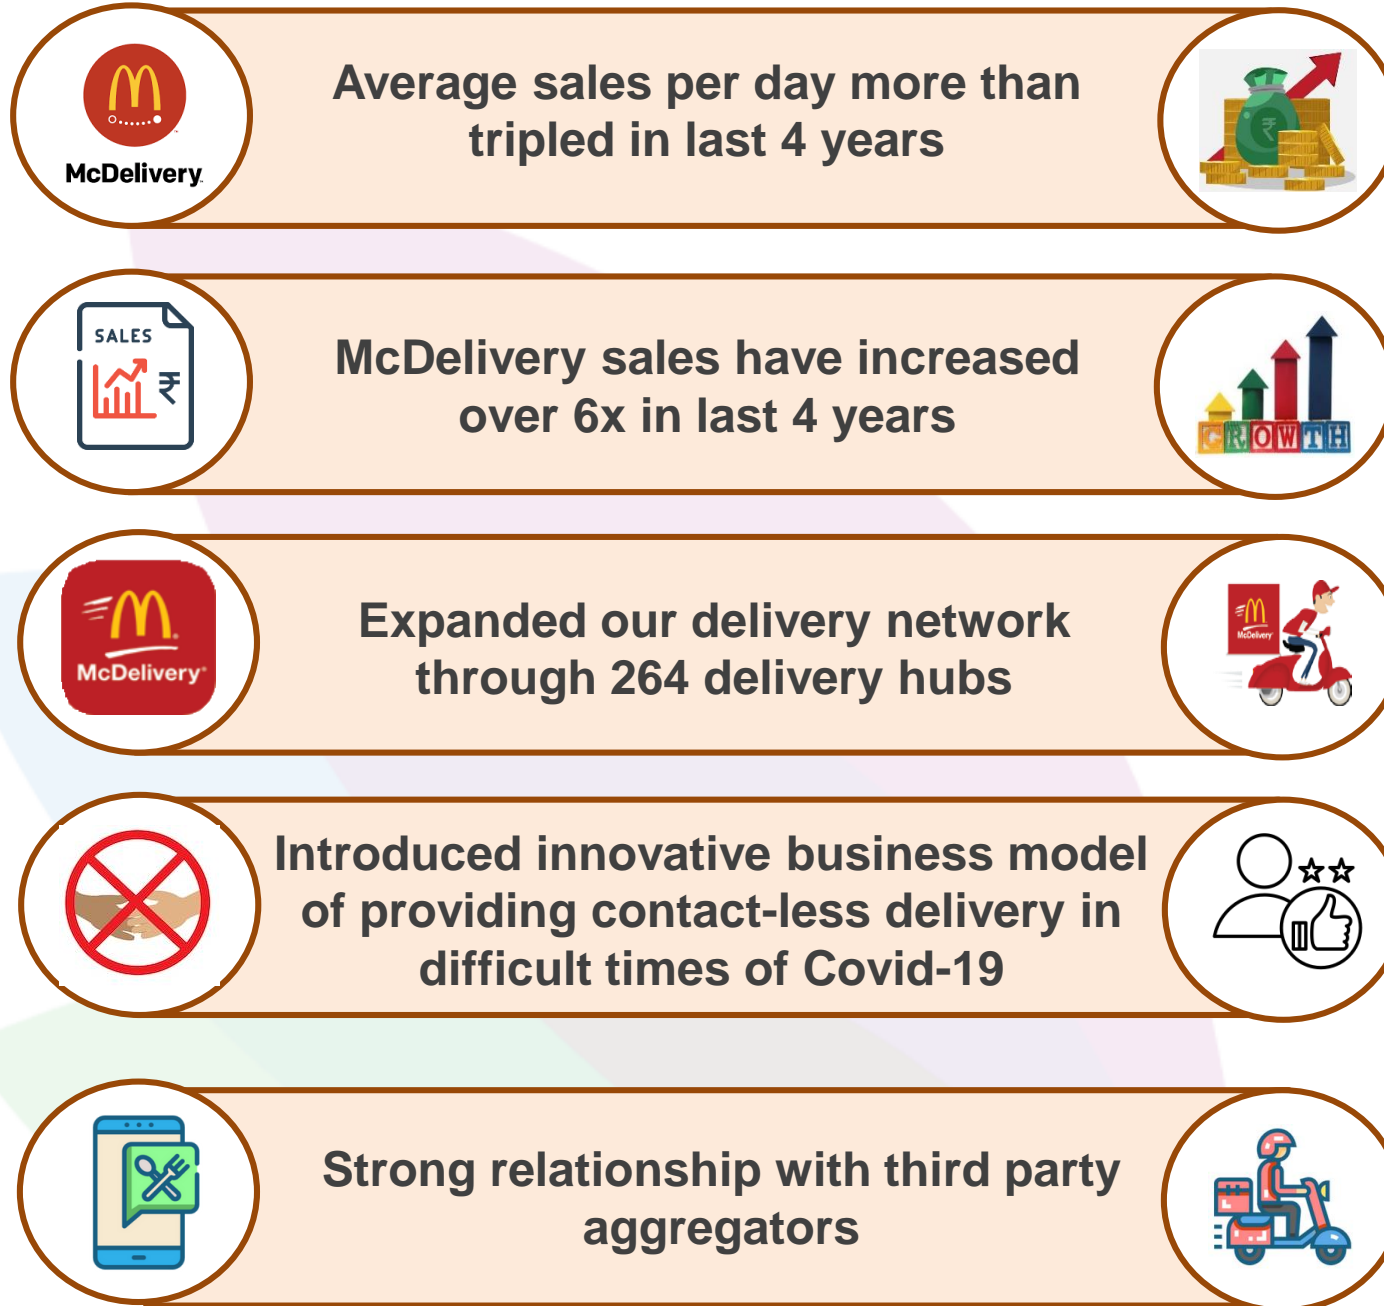 McDelivery
Average sales per day more than
tripled in last 4 years
₹
SALES
₹
McDelivery sales have increased
over 6x in last 4 years
GROWTH
McDelivery
Expanded our delivery network
through 264 delivery hubs
McDelivery
Introduced innovative business model
of providing contact-less delivery in
difficult times of Covid-19
Strong relationship with third party
aggregators